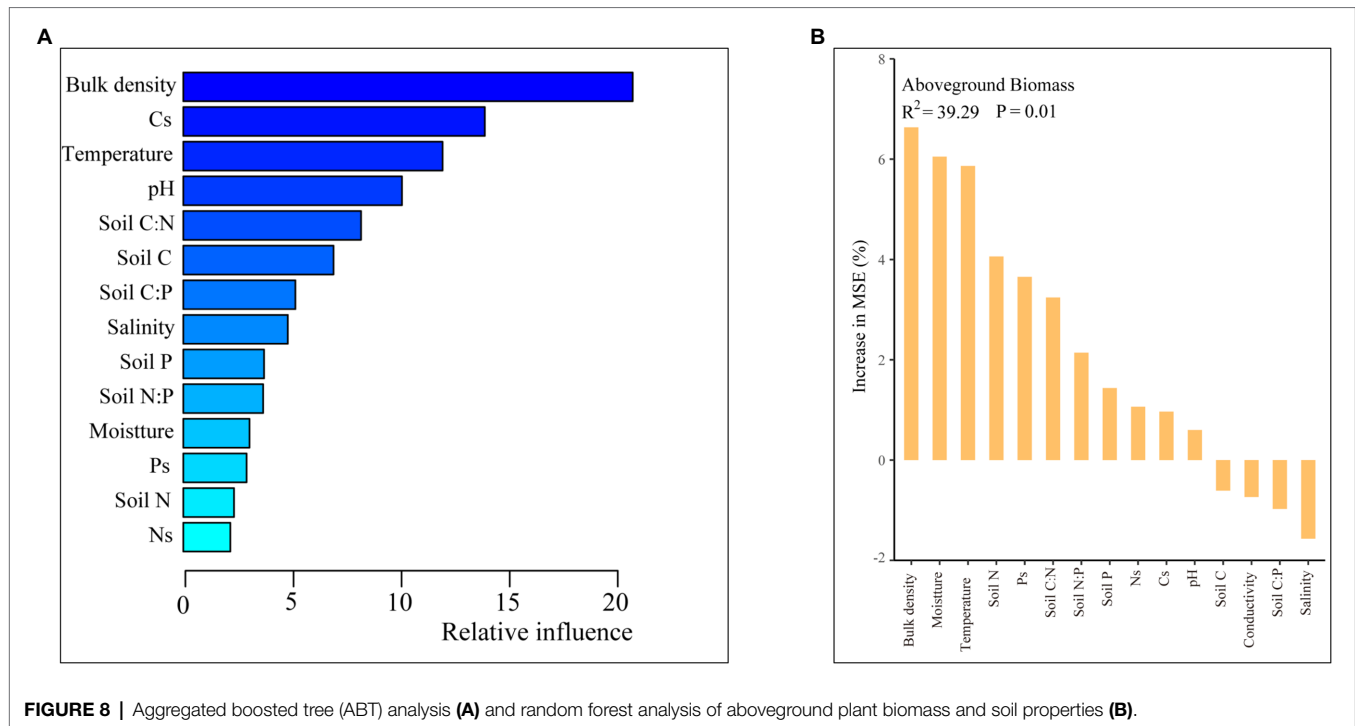 A
Bulk density
Cs
Temperature
pH
Soil C:N
Soil C
Soil C:P
Salinity
Soil P
Soil N:P
Moistture
Ps
Soil N
Ns
0 5 10 15 20
Relative influence
B
8
6
4
2
0
-2
Increase in MSE (%)
Aboveground Biomass
R² = 39.29 P = 0.01
Bulk density
Moistture
Temperature
Soil N
Ps
Soil C:N
Soil N:P
Soil P
Ns
Cs
pH
Soil C
Conductivity
Soil C:P
Salinity
FIGURE 8 | Aggregated boosted tree (ABT) analysis (A) and random forest analysis of aboveground plant biomass and soil properties (B).